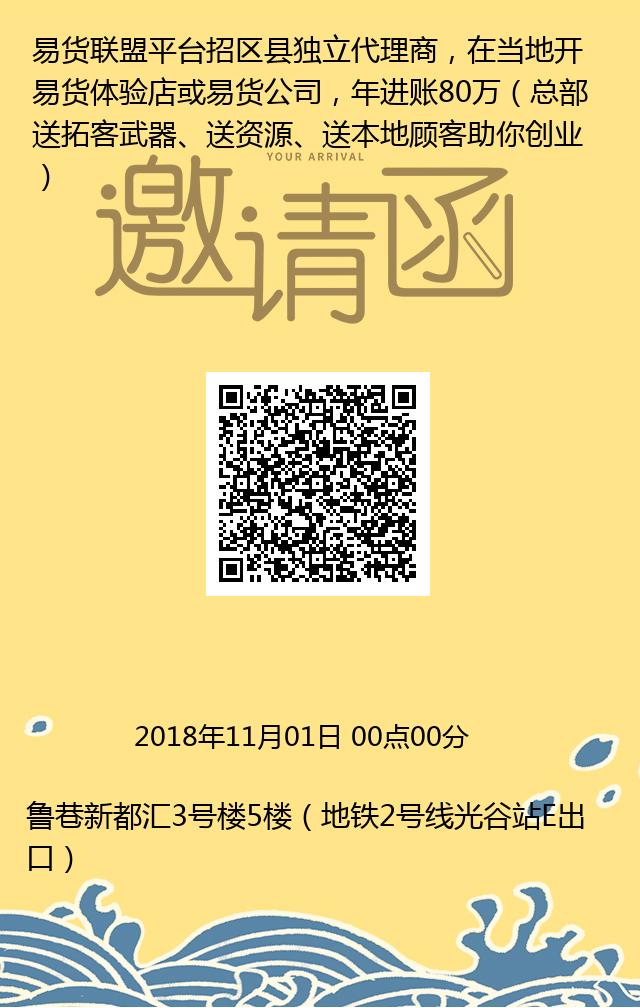 易货联盟平台招区县独立代理商，在当地开
易货体验店或易货公司，年进账80万（总部
送拓客武器、送资源、送本地顾客助你创业
）
YOUR ARRIVAL
邀请函
2018年11月01日 00点00分
鲁巷新都汇3号楼5楼（地铁2号线光谷站E出
口）